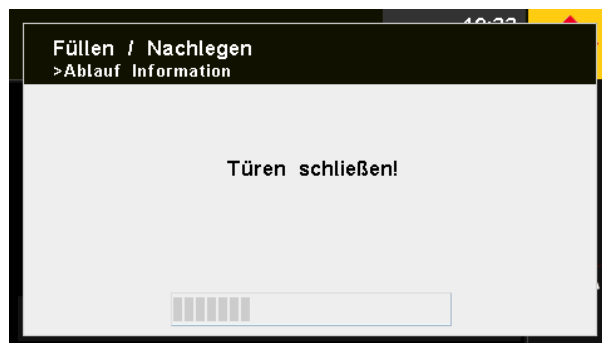 Füllen / Nachlegen
>Ablauf Information
Türen schließen!